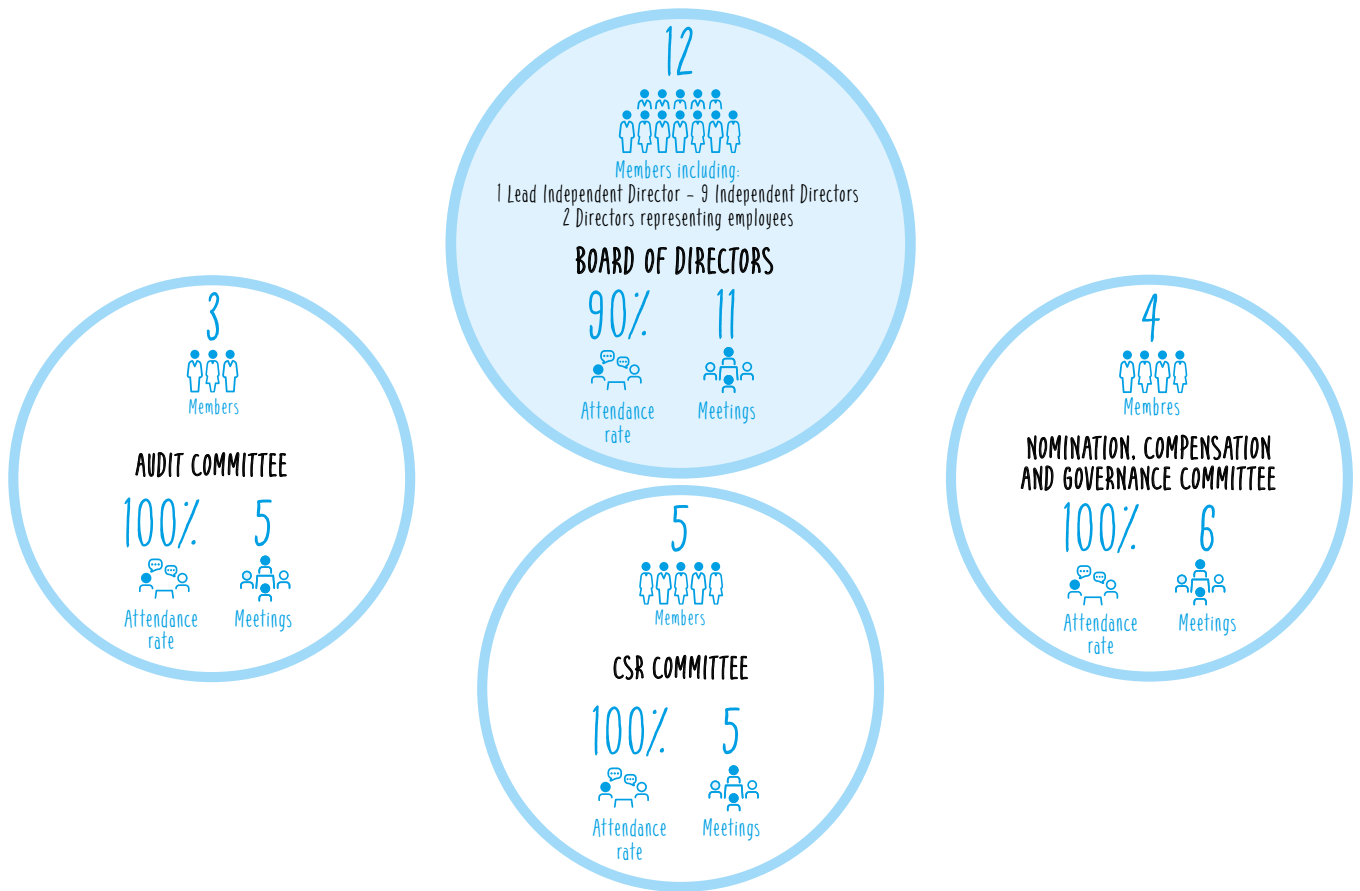 12
Members including:
1 Lead Independent Director – 9 Independent Directors
2 Directors representing employees
BOARD OF DIRECTORS
90% 11
Attendance rate
Meetings
3
Members
AUDIT COMMITTEE
100% 5
Attendance
rate
Meetings
5
Members
CSR COMMITTEE
100% 5
Attendance
rate
Meetings
4
Membres
NOMINATION, COMPENSATION
AND GOVERNANCE COMMITTEE
100% 6
Attendance
rate
Meetings